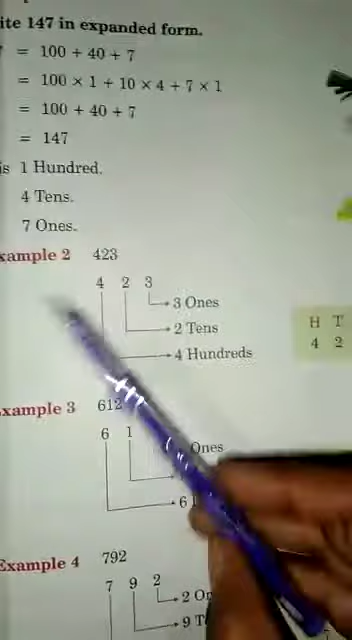 ite 147 in expanded form.
= 100 + 40 + 7
= 100 × 1 + 10 × 4 + 7 × 1
= 100 + 40 + 7
= 147
is 1 Hundred.
4 Tens.
7 Ones.
xample 2 423
4 2 3
3 Ones
2 Tens
4 Hundreds
H T
4 2
xample 3 612
6 1
Ones
6
Example 4 792
7 9 2
2 On
9 T